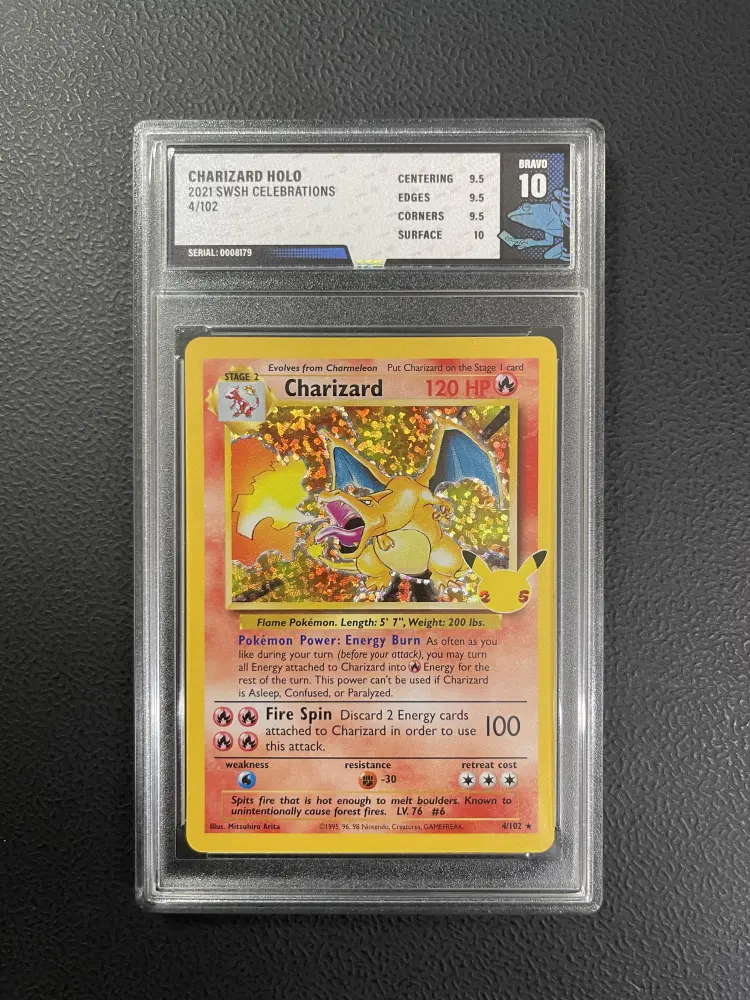 CHARIZARD HOLO
2021 SWSH CELEBRATIONS
4/102
CENTERING 9.5
EDGES 9.5
CORNERS 9.5
SURFACE 10
BRAVO
10
SERIAL: 0008179
Evolves from Charmeleon Put Charizard on the Stage 1 card
STAGE 2
Charizard 120 HP
25
Flame Pokémon. Length: 5' 7", Weight: 200 lbs.
Pokémon Power: Energy Burn As often as you
like during your turn (before your attack), you may turn
all Energy attached to Charizard into Energy for the
rest of the turn. This power can't be used if Charizard
is Asleep, Confused, or Paralyzed.
Fire Spin Discard 2 Energy cards
attached to Charizard in order to use
this attack.
100
weakness resistance retreat cost
-30
Spits fire that is hot enough to melt boulders. Known to
unintentionally cause forest fires. LV. 76 #6
Illus. Mitsuhiro Arita ©1995, 96, 98 Nintendo, Creatures, GAMEFREAK. 4/102 ★